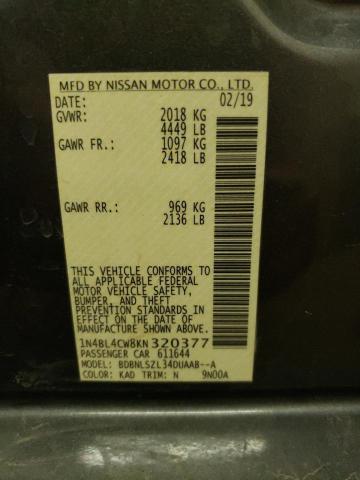 MFD BY NISSAN MOTOR CO., LTD.
DATE: 02/19
GVWR: 2018 KG
4449 LB
GAWR FR.: 1097 KG
2418 LB
GAWR RR.: 969 KG
2136 LB
THIS VEHICLE CONFORMS TO
ALL APPLICABLE FEDERAL
MOTOR VEHICLE SAFETY,
BUMPER, AND THEFT
PREVENTION STANDARDS IN
EFFECT ON THE DATE OF
MANUFACTURE SHOWN ABOVE.
1N4BL4CW8KN 320377
PASSENGER CAR 611644
MODEL: BDBNLSZL34DUAAB--A
COLOR: KAD TRIM: N 9N00A